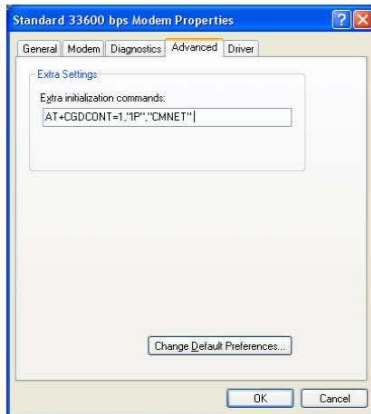 Standard 33600 bps Modem Properties
General Modem Diagnostics Advanced Driver
Extra Settings
Extra initialization commands:
AT+CGDCONT=1,"IP","CMNET"
Change Default Preferences...
OK Cancel